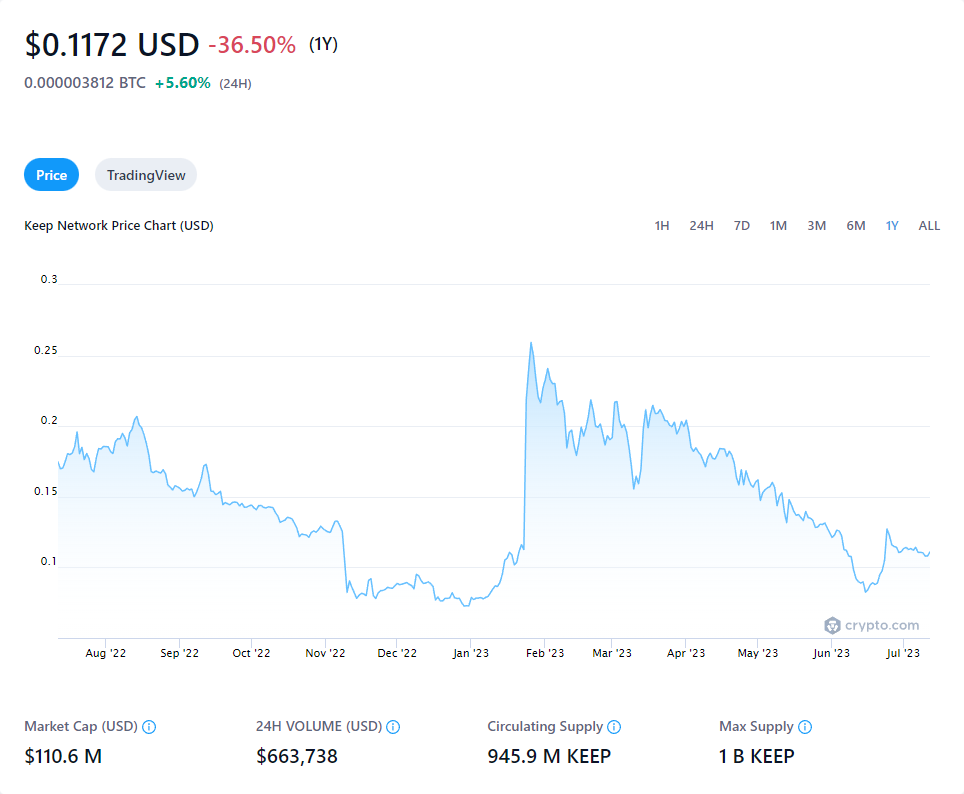 $0.1172 USD -36.50% (1Y)
0.000003812 BTC +5.60% (24H)
Price TradingView
Keep Network Price Chart (USD) 1H 24H 7D 1M 3M 6M 1Y ALL
0.3
0.25
0.2
0.15
0.1
crypto.com
Aug '22 Sep '22 Oct '22 Nov '22 Dec '22 Jan '23 Feb '23 Mar '23 Apr '23 May '23 Jun '23 Jul '23
Market Cap (USD) 24H VOLUME (USD) Circulating Supply Max Supply
$110.6 M $663,738 945.9 M KEEP 1 B KEEP